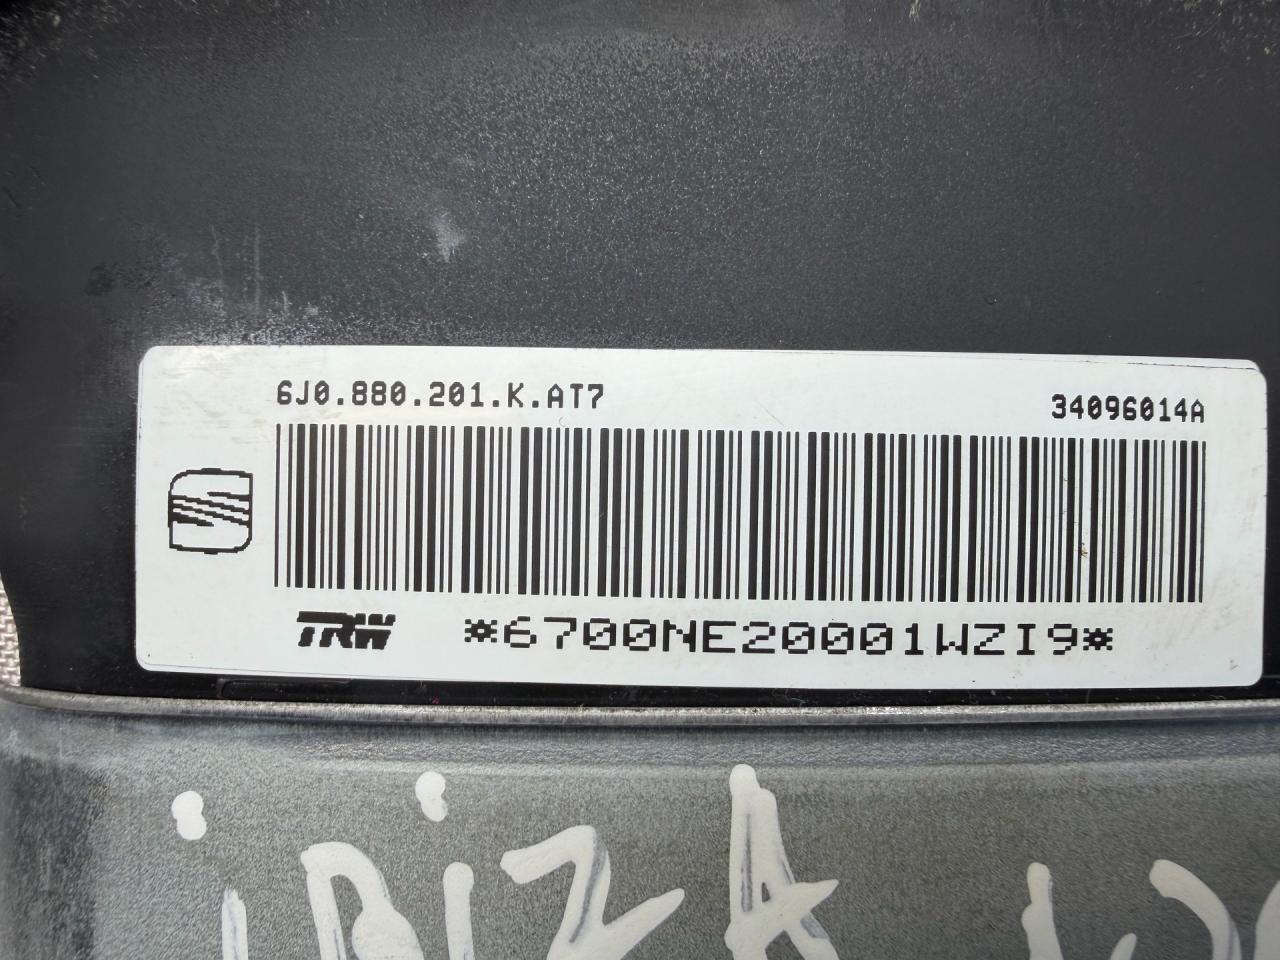 6J0.880.201.K.AT7
34096014A
TRW
*6700NE20001WZI9*
iBiZA